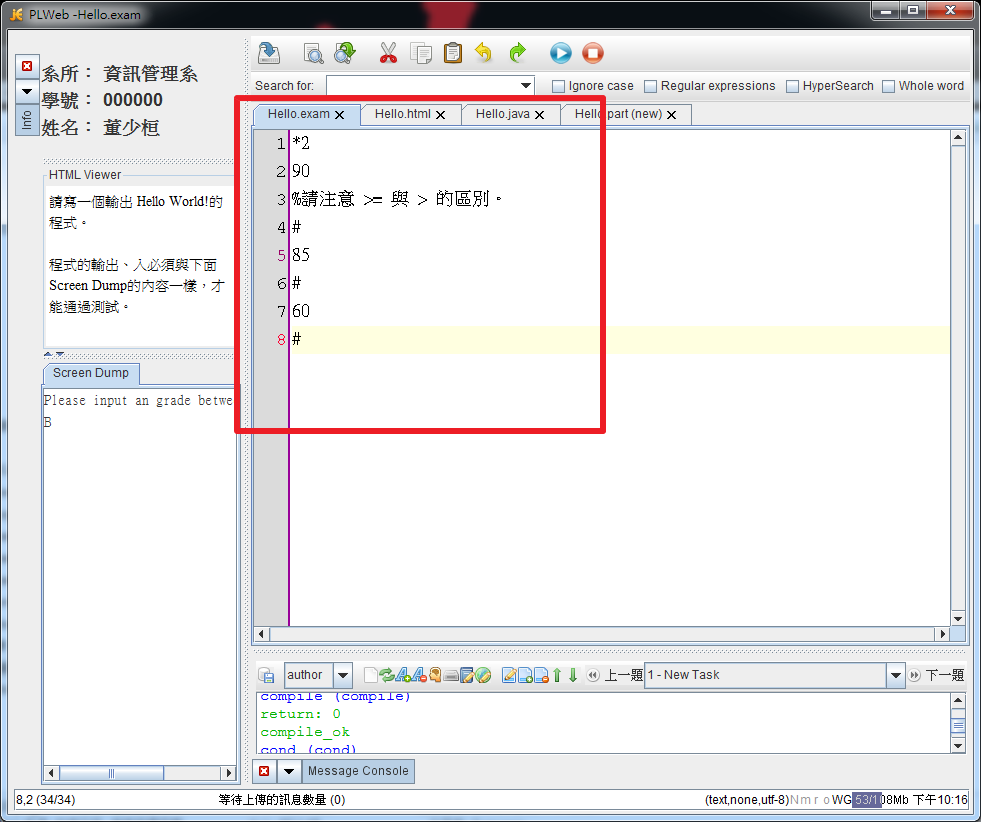 PLWeb -Hello.exam
系所： 資訊管理系
學號： 000000
姓名： 董少桓
Info
Search for:
Ignore case
Regular expressions
HyperSearch
Whole word
Hello.exam
Hello.html
Hello.java
Hello.part (new)
HTML Viewer
請寫一個輸出 Hello World!的
程式。
程式的輸出、入必須與下面
Screen Dump的內容一樣，才
能通過測試。
Screen Dump
Please input an grade betwe
B
1 *2
2 90
3 %請注意 >= 與 > 的區別。
4 #
5 85
6 #
7 60
8 #
author
上一題
1 - New Task
下一題
compile (compile)
return: 0
compile_ok
cond (cond)
Message Console
8,2 (34/34)
等待上傳的訊息數量 (0)
(text,none,utf-8)N m r o WG 53/108Mb 下午10:16